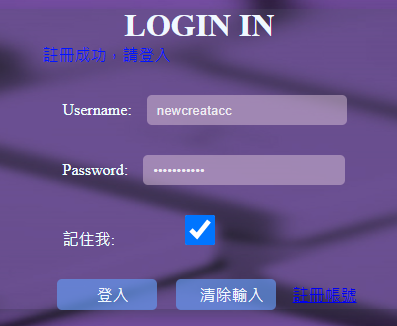 LOGIN IN
註冊成功，請登入
Username: newcreatacc
Password: •••••••••••
記住我:
登入 清除輸入 註冊帳號